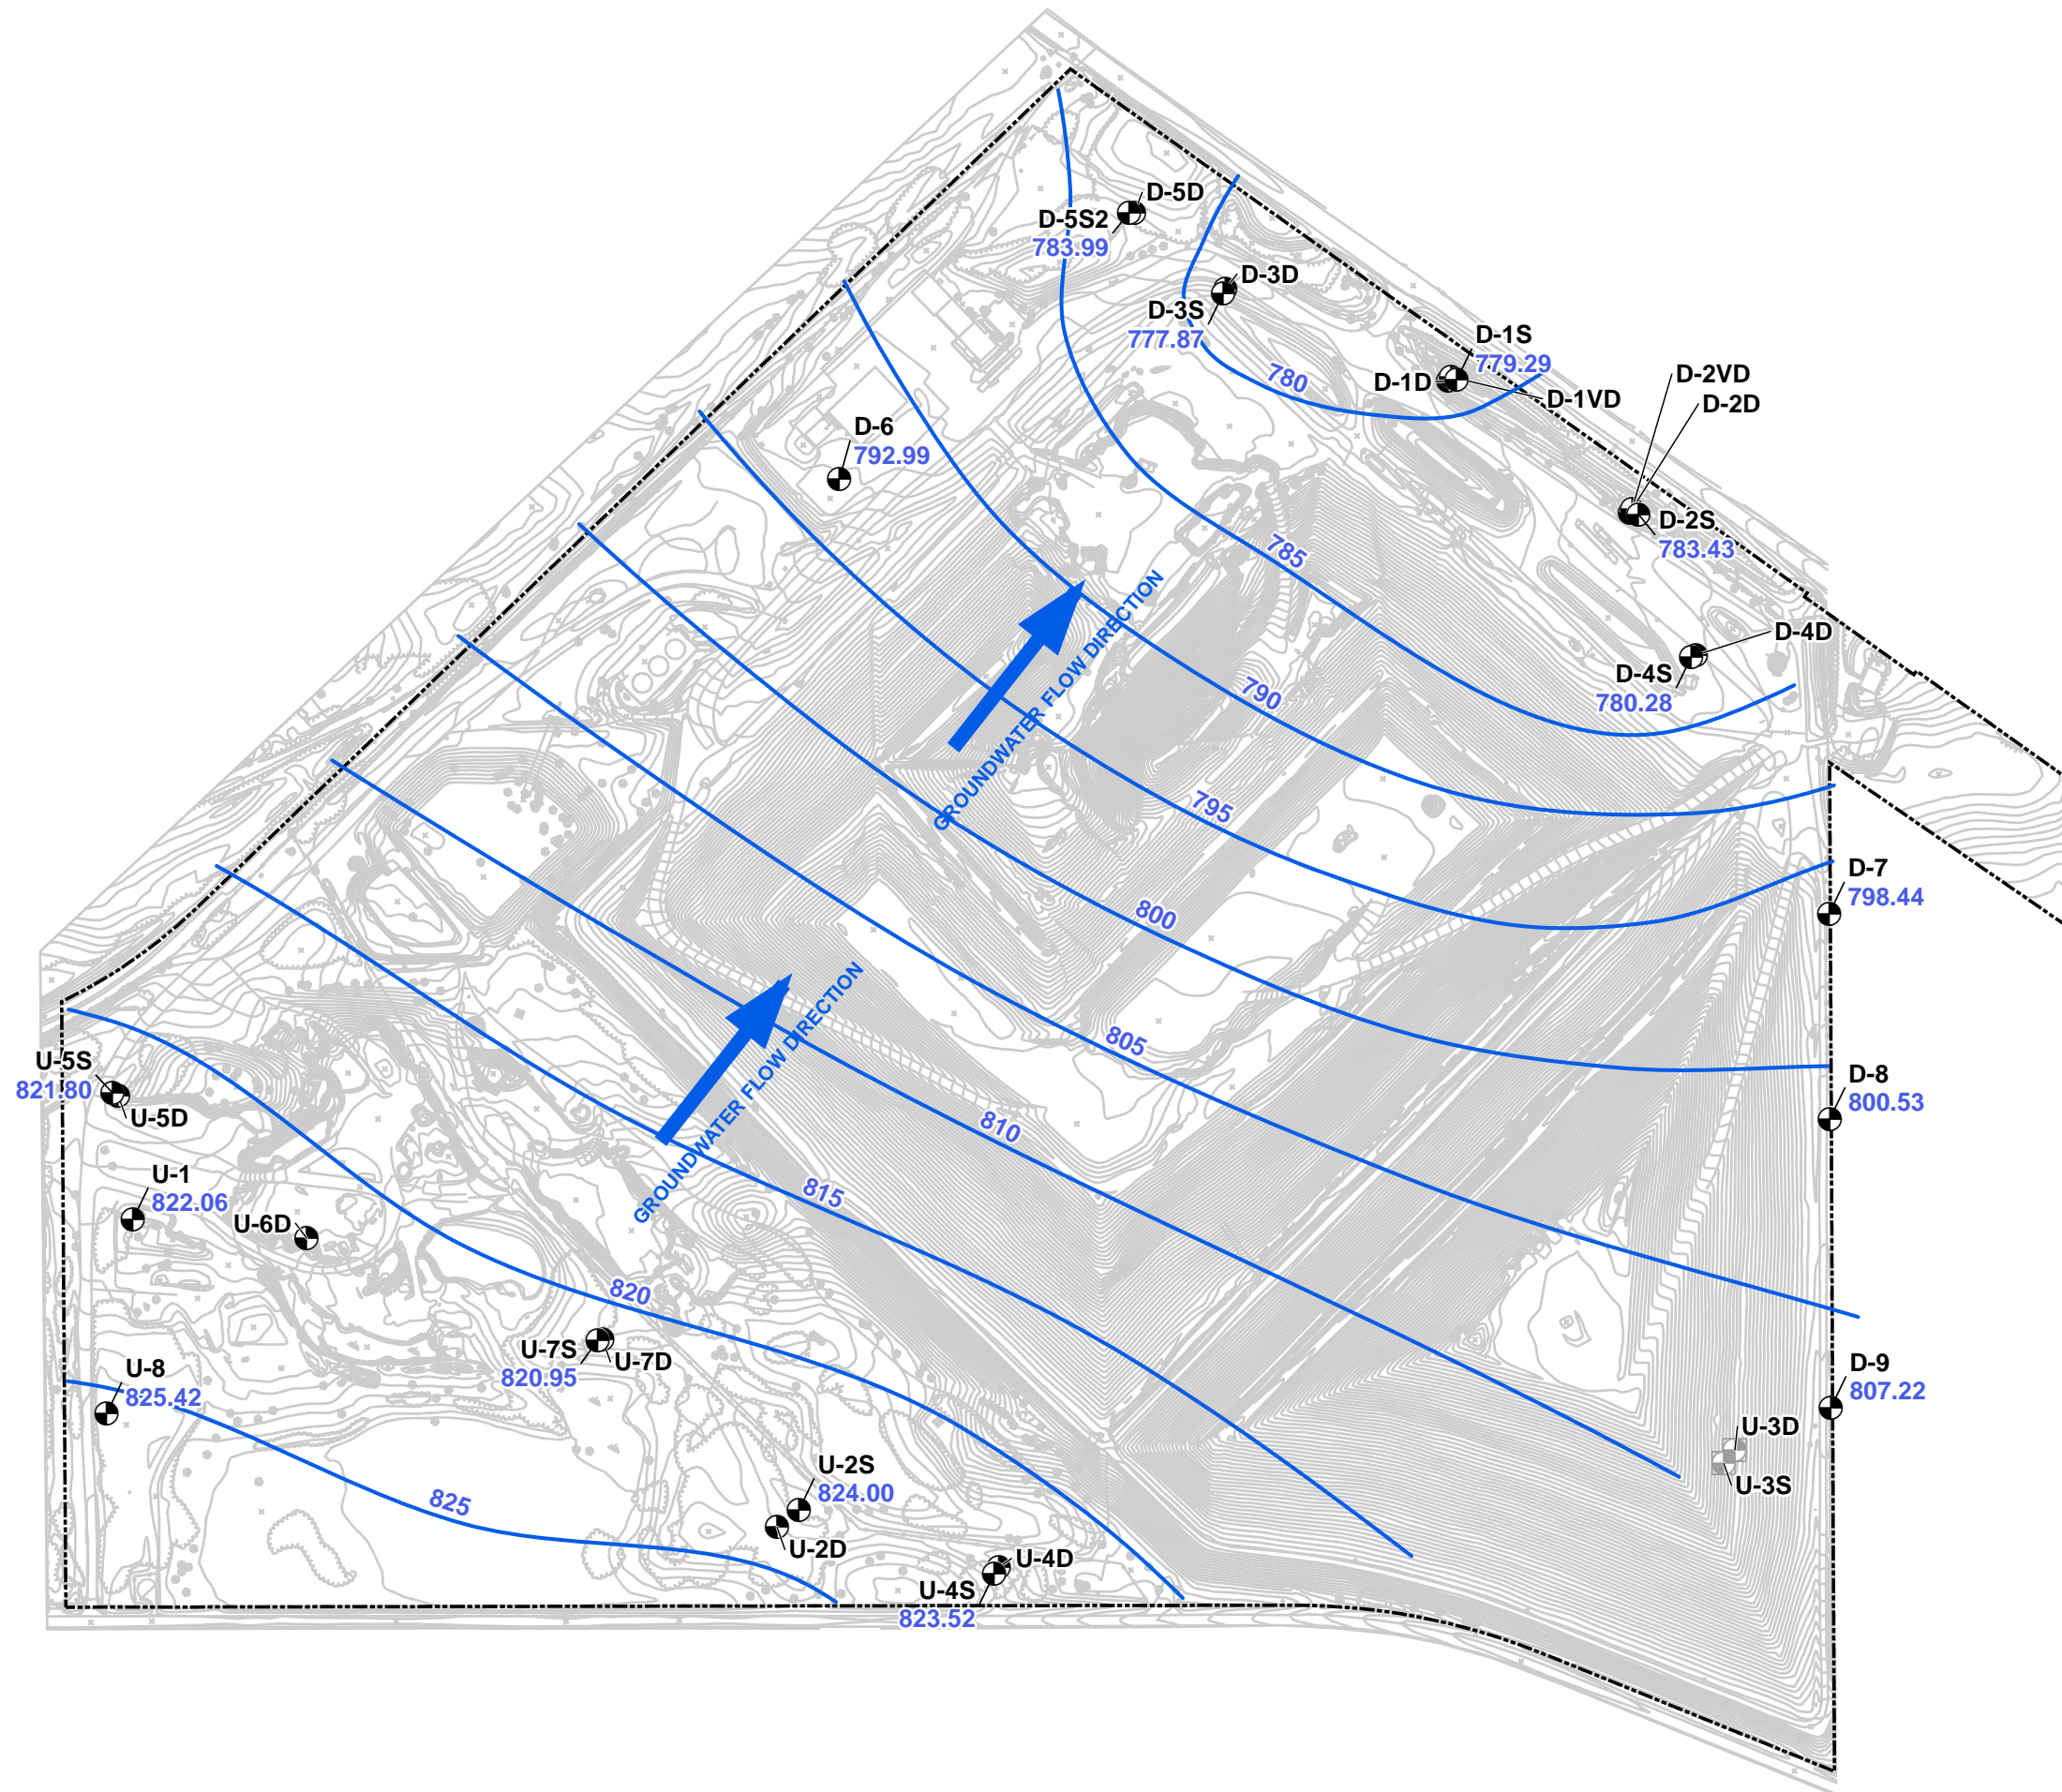 D-5D
D-5S2
783.99
D-3D
D-3S
777.87
D-1S
779.29
D-1D
D-1VD
780
D-2VD
D-2D
D-6
792.99
D-2S
783.43
785
GROUNDWATER FLOW DIRECTION
D-4D
D-4S
780.28
790
795
D-7
798.44
800
GROUNDWATER FLOW DIRECTION
805
U-5S
821.80
U-5D
D-8
800.53
810
U-1
822.06
815
U-6D
820
U-7S
820.95
U-7D
U-8
825.42
D-9
807.22
U-3D
U-3S
U-2S
824.00
825
U-2D
U-4D
U-4S
823.52